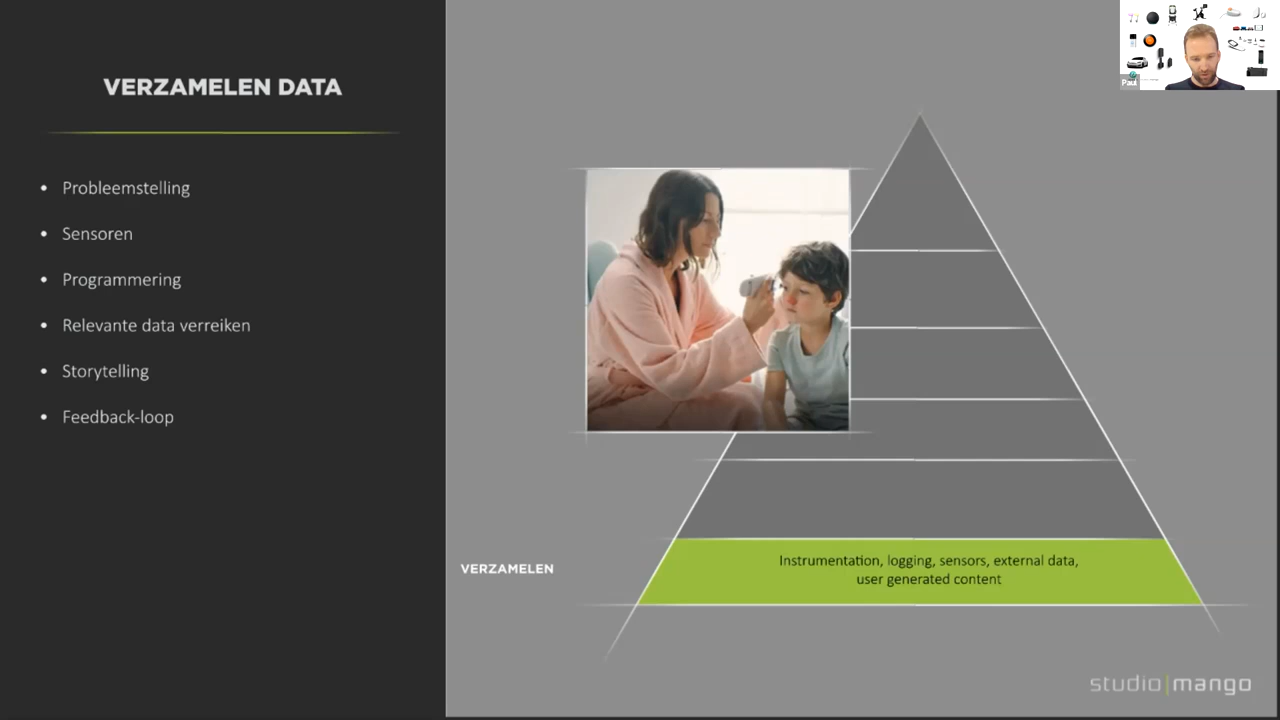 VERZAMELEN DATA
• Probleemstelling
• Sensoren
• Programmering
• Relevante data verreiken
• Storytelling
• Feedback-loop
Paul
VERZAMELEN
Instrumentation, logging, sensors, external data,
user generated content
studio|mango